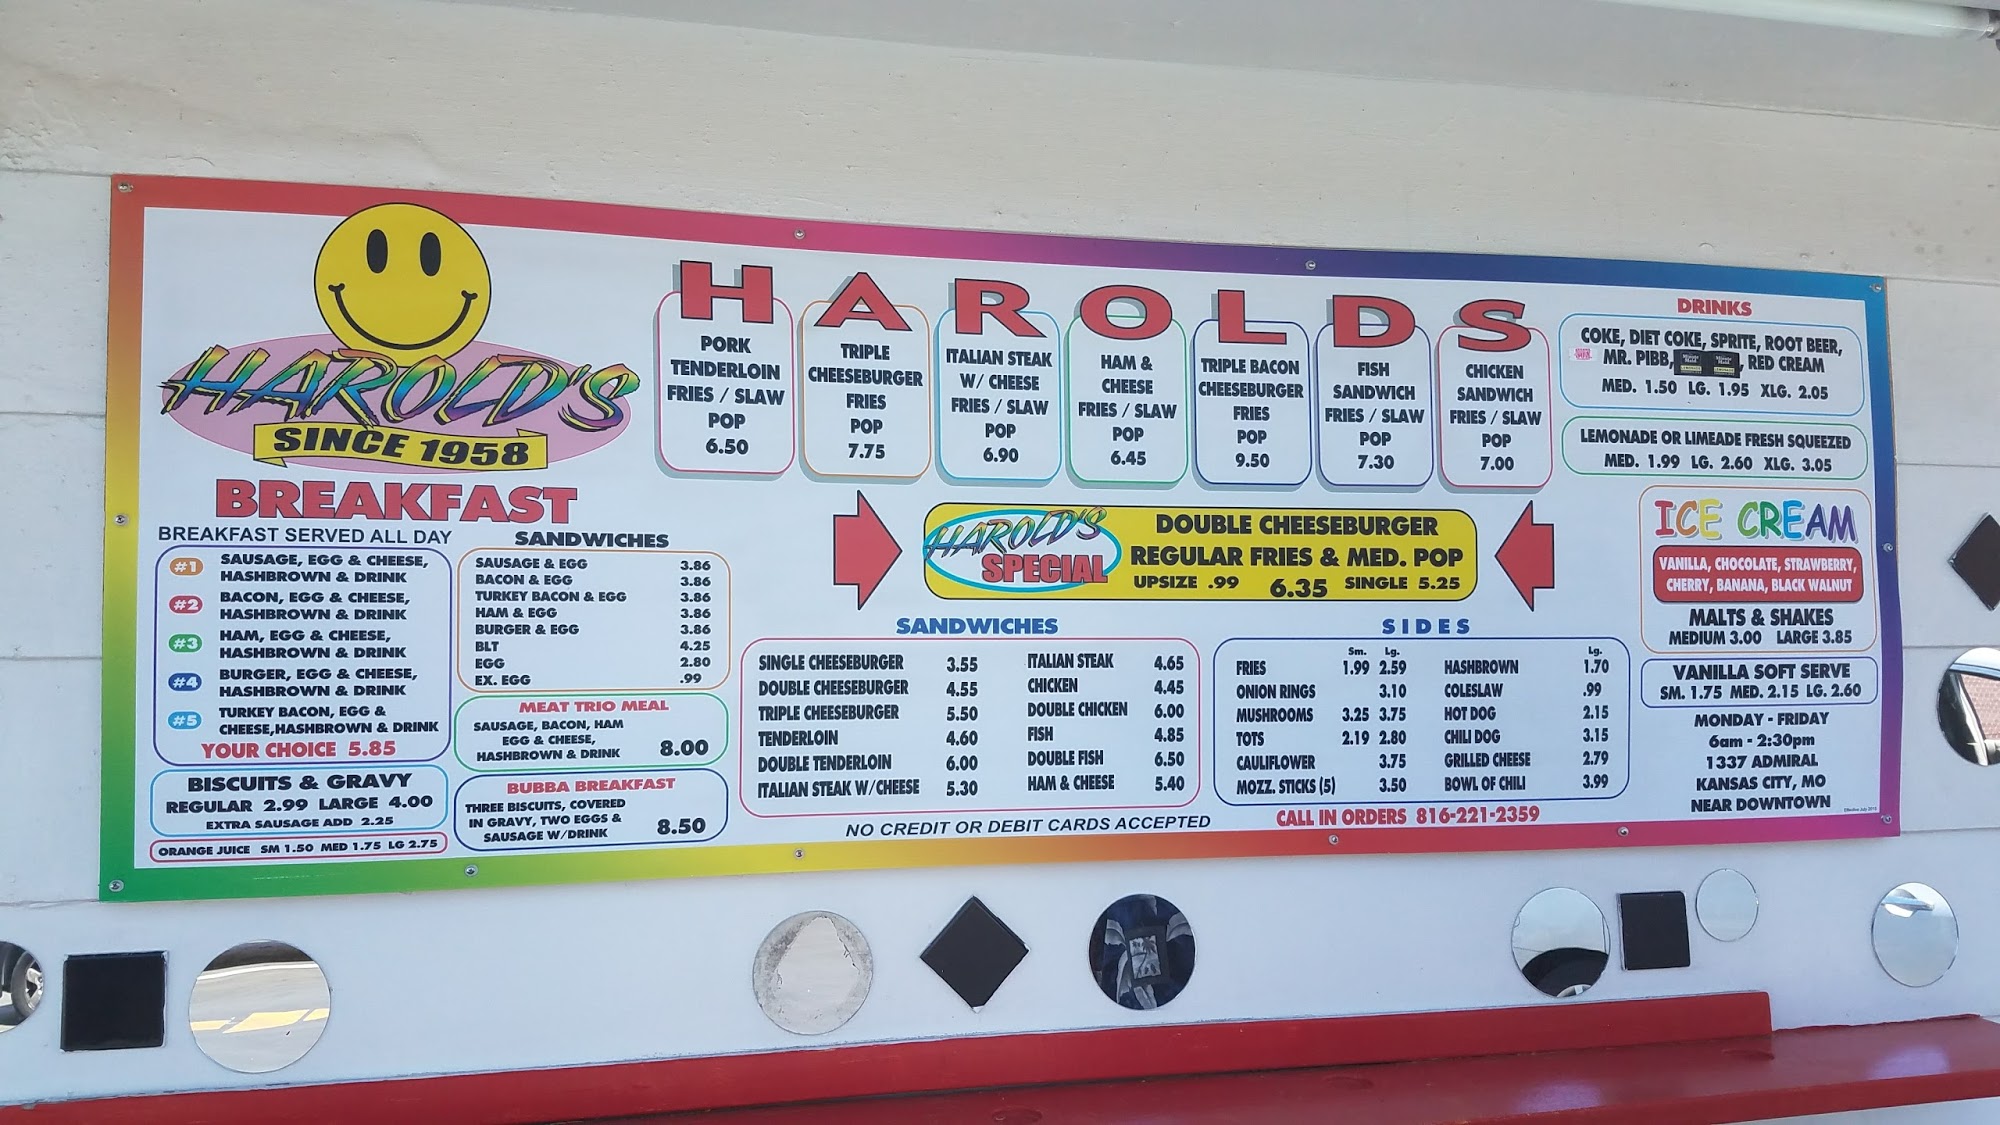 HAROLD'S
SINCE 1958
BREAKFAST
BREAKFAST SERVED ALL DAY
#1 SAUSAGE, EGG & CHEESE,
HASHBROWN & DRINK
#2 BACON, EGG & CHEESE,
HASHBROWN & DRINK
#3 HAM, EGG & CHEESE,
HASHBROWN & DRINK
#4 BURGER, EGG & CHEESE,
HASHBROWN & DRINK
#5 TURKEY BACON, EGG &
CHEESE,HASHBROWN & DRINK
YOUR CHOICE 5.85
BISCUITS & GRAVY
REGULAR 2.99 LARGE 4.00
EXTRA SAUSAGE ADD 2.25
ORANGE JUICE SM 1.50 MED 1.75 LG 2.75
SANDWICHES
SAUSAGE & EGG 3.86
BACON & EGG 3.86
TURKEY BACON & EGG 3.86
HAM & EGG 3.86
BURGER & EGG 3.86
BLT 4.25
EGG 2.80
EX. EGG .99
MEAT TRIO MEAL
SAUSAGE, BACON, HAM
EGG & CHEESE,
HASHBROWN & DRINK 8.00
BUBBA BREAKFAST
THREE BISCUITS, COVERED
IN GRAVY, TWO EGGS &
SAUSAGE W/DRINK 8.50
HAROLDS
PORK
TENDERLOIN
FRIES / SLAW
POP
6.50
TRIPLE
CHEESEBURGER
FRIES
POP
7.75
ITALIAN STEAK
W/ CHEESE
FRIES / SLAW
POP
6.90
HAM &
CHEESE
FRIES / SLAW
POP
6.45
TRIPLE BACON
CHEESEBURGER
FRIES
POP
9.50
FISH
SANDWICH
FRIES / SLAW
POP
7.30
CHICKEN
SANDWICH
FRIES / SLAW
POP
7.00
HAROLD'S
SPECIAL
DOUBLE CHEESEBURGER
REGULAR FRIES & MED. POP
UPSIZE .99 6.35 SINGLE 5.25
SANDWICHES
SINGLE CHEESEBURGER 3.55
DOUBLE CHEESEBURGER 4.55
TRIPLE CHEESEBURGER 5.50
TENDERLOIN 4.60
DOUBLE TENDERLOIN 6.00
ITALIAN STEAK W/CHEESE 5.30
ITALIAN STEAK 4.65
CHICKEN 4.45
DOUBLE CHICKEN 6.00
FISH 4.85
DOUBLE FISH 6.50
HAM & CHEESE 5.40
NO CREDIT OR DEBIT CARDS ACCEPTED
SIDES
Sm. Lg.
FRIES 1.99 2.59
ONION RINGS 3.10
MUSHROOMS 3.25 3.75
TOTS 2.19 2.80
CAULIFLOWER 3.75
MOZZ. STICKS (5) 3.50
Lg.
HASHBROWN 1.70
COLESLAW .99
HOT DOG 2.15
CHILI DOG 3.15
GRILLED CHEESE 2.79
BOWL OF CHILI 3.99
CALL IN ORDERS 816-221-2359
DRINKS
COKE, DIET COKE, SPRITE, ROOT BEER,
MR. PIBB, , RED CREAM
MED. 1.50 LG. 1.95 XLG. 2.05
LEMONADE OR LIMEADE FRESH SQUEEZED
MED. 1.99 LG. 2.60 XLG. 3.05
ICE CREAM
VANILLA, CHOCOLATE, STRAWBERRY,
CHERRY, BANANA, BLACK WALNUT
MALTS & SHAKES
MEDIUM 3.00 LARGE 3.85
VANILLA SOFT SERVE
SM. 1.75 MED. 2.15 LG. 2.60
MONDAY - FRIDAY
6am - 2:30pm
1337 ADMIRAL
KANSAS CITY, MO
NEAR DOWNTOWN